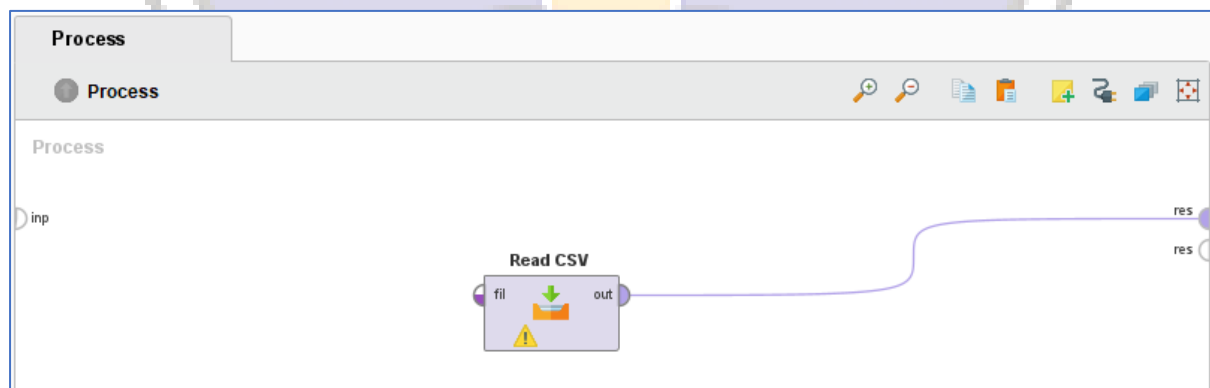 Process
Process
Process
inp
res
res
Read CSV
fil
out